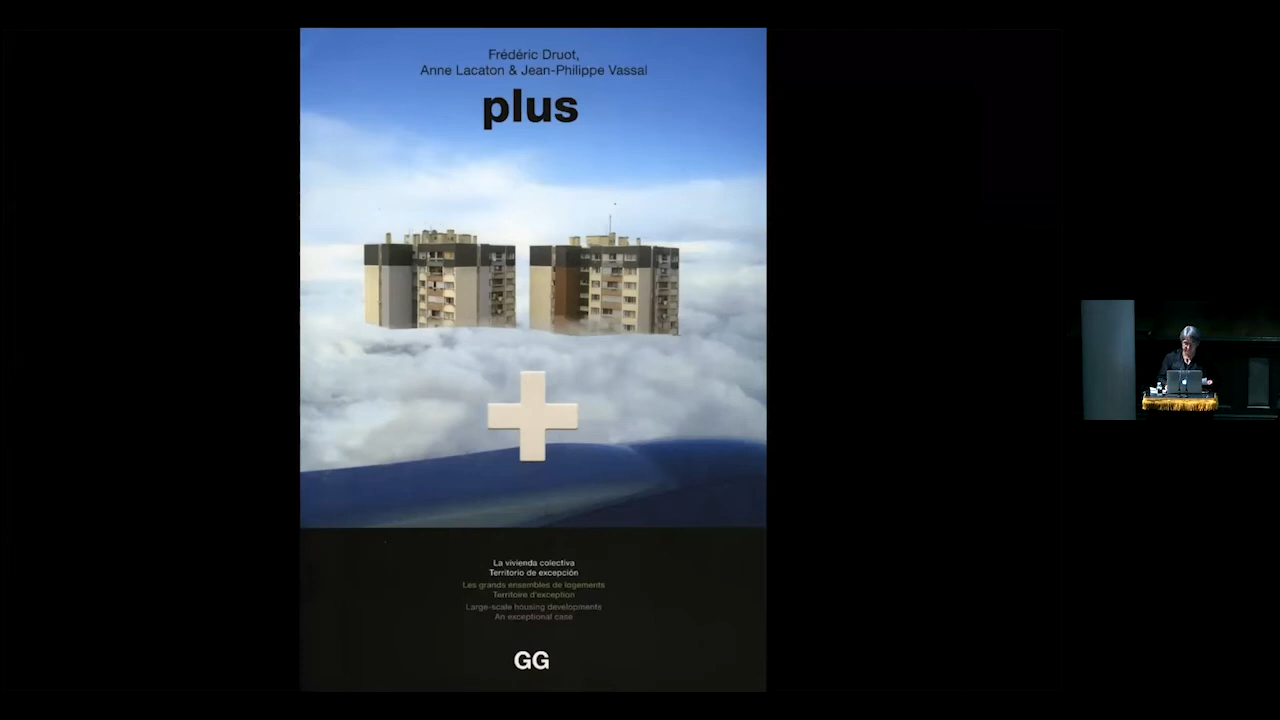 Frédéric Druot,
Anne Lacaton & Jean-Philippe Vassal
plus
La vivienda colectiva
Territorio de excepción
Les grands ensembles de logements
Territoire d'exception
Large-scale housing developments
An exceptional case
GG